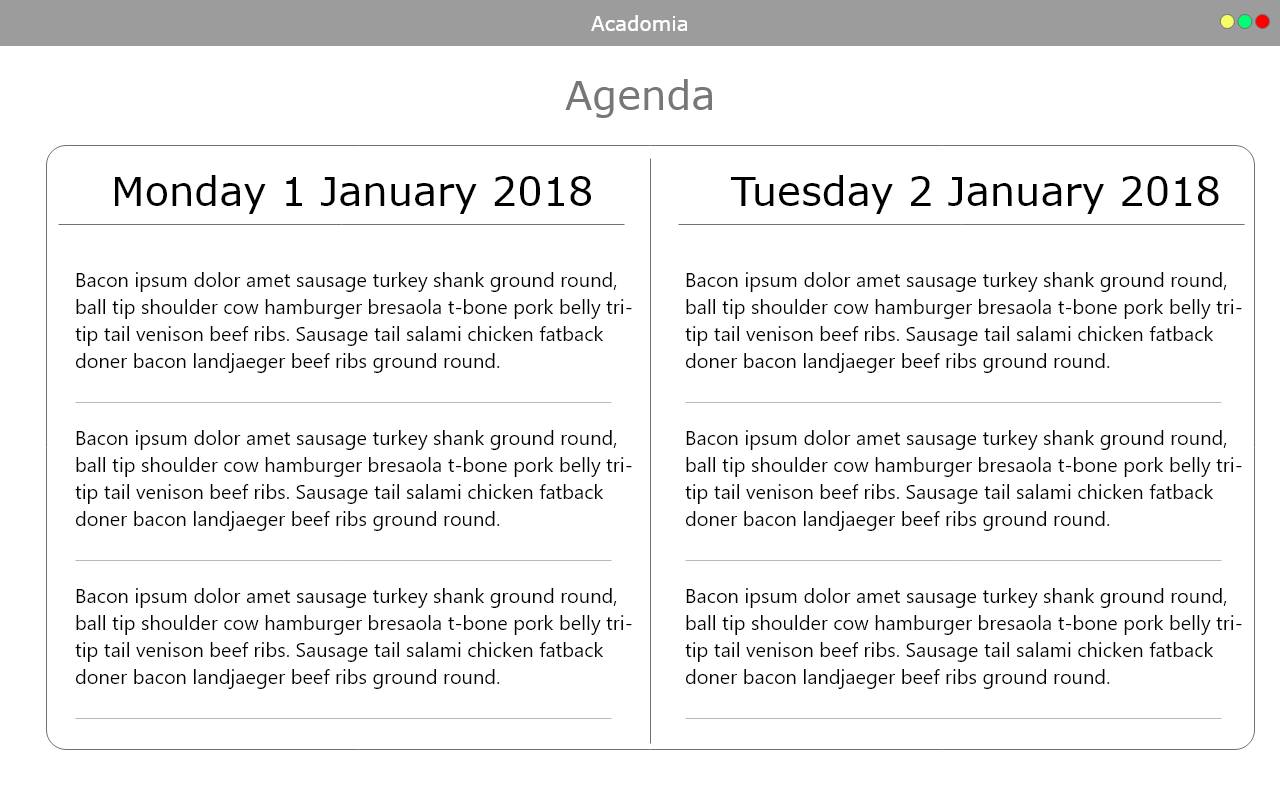 Acadomia
Agenda
Monday 1 January 2018
Bacon ipsum dolor amet sausage turkey shank ground round,
ball tip shoulder cow hamburger bresaola t-bone pork belly tri-
tip tail venison beef ribs. Sausage tail salami chicken fatback
doner bacon landjaeger beef ribs ground round.
Bacon ipsum dolor amet sausage turkey shank ground round,
ball tip shoulder cow hamburger bresaola t-bone pork belly tri-
tip tail venison beef ribs. Sausage tail salami chicken fatback
doner bacon landjaeger beef ribs ground round.
Bacon ipsum dolor amet sausage turkey shank ground round,
ball tip shoulder cow hamburger bresaola t-bone pork belly tri-
tip tail venison beef ribs. Sausage tail salami chicken fatback
doner bacon landjaeger beef ribs ground round.
Tuesday 2 January 2018
Bacon ipsum dolor amet sausage turkey shank ground round,
ball tip shoulder cow hamburger bresaola t-bone pork belly tri-
tip tail venison beef ribs. Sausage tail salami chicken fatback
doner bacon landjaeger beef ribs ground round.
Bacon ipsum dolor amet sausage turkey shank ground round,
ball tip shoulder cow hamburger bresaola t-bone pork belly tri-
tip tail venison beef ribs. Sausage tail salami chicken fatback
doner bacon landjaeger beef ribs ground round.
Bacon ipsum dolor amet sausage turkey shank ground round,
ball tip shoulder cow hamburger bresaola t-bone pork belly tri-
tip tail venison beef ribs. Sausage tail salami chicken fatback
doner bacon landjaeger beef ribs ground round.